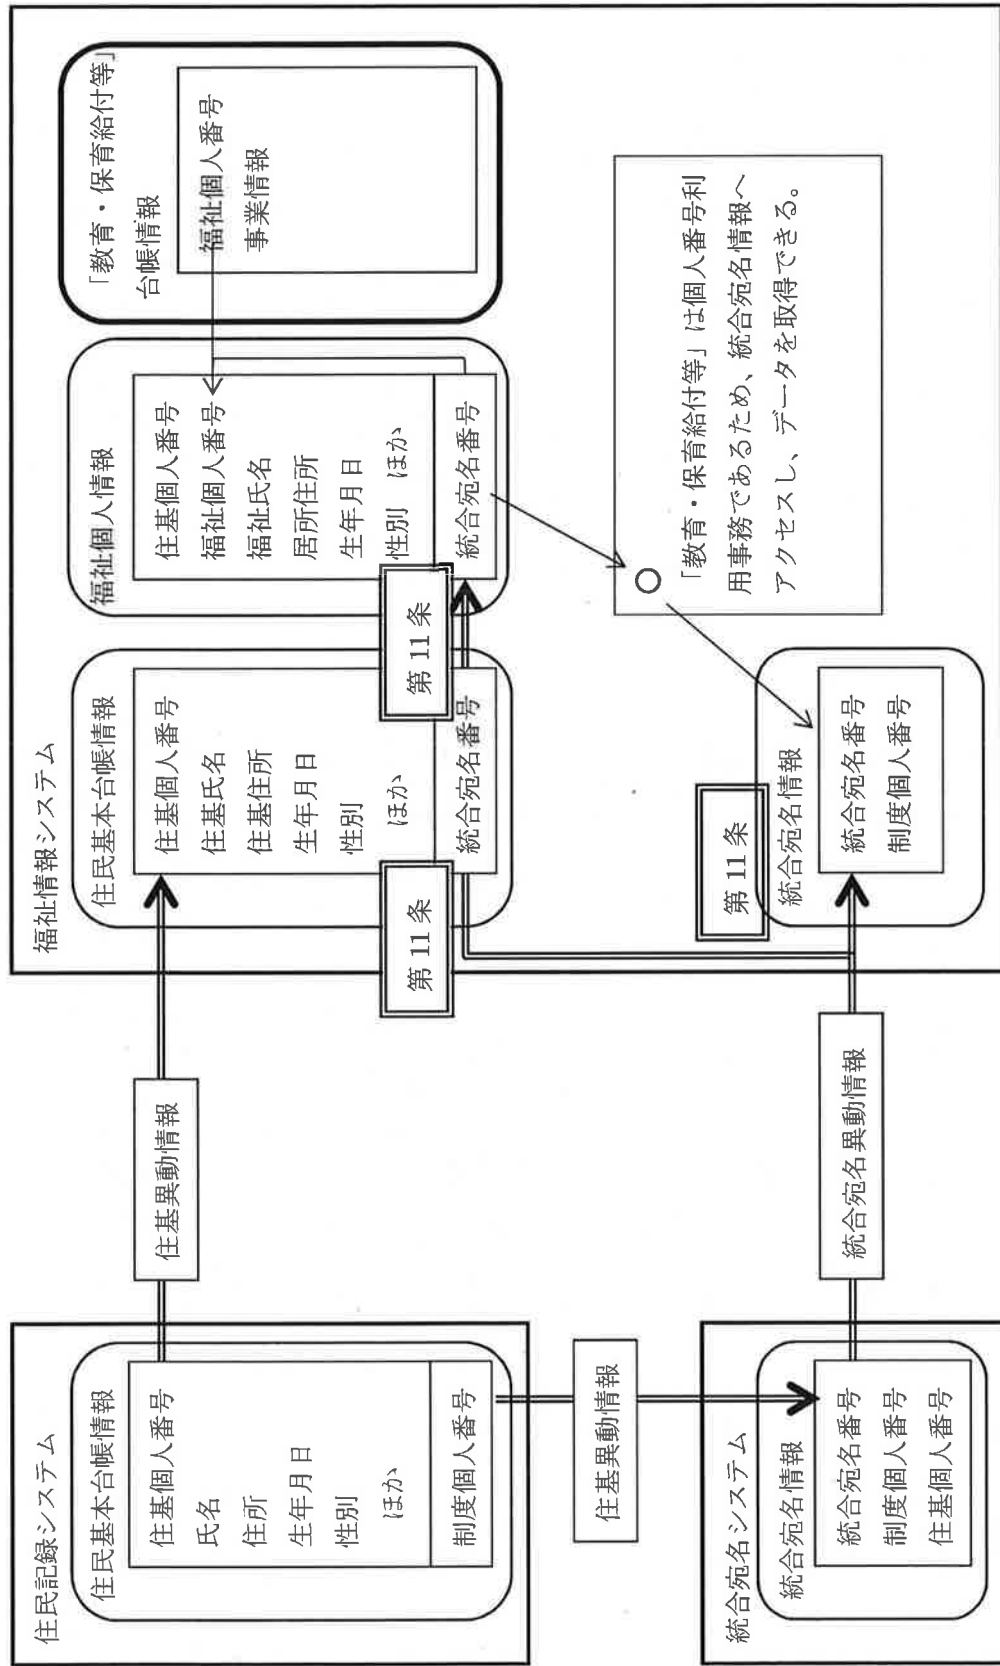 住民記録システム
住民基本台帳情報
住基個人番号
氏名
住所
生年月日
性別
ほか
制度個人番号
住基異動情報
住基異動情報
統合宛名システム
統合宛名情報
統合宛名番号
制度個人番号
住基個人番号
統合宛名異動情報
福祉情報システム
住民基本台帳情報
住基個人番号
住基氏名
住基住所
生年月日
性別
ほか
統合宛名番号
第11条
福祉個人情報
住基個人番号
福祉個人番号
福祉氏名
居所住所
生年月日
性別 ほか
統合宛名番号
第11条
「教育・保育給付等」
台帳情報
福祉個人番号
事業情報
第11条
統合宛名情報
統合宛名番号
制度個人番号
○
「教育・保育給付等」は個人番号利
用事務であるため、統合宛名情報へ
アクセスし、データを取得できる。